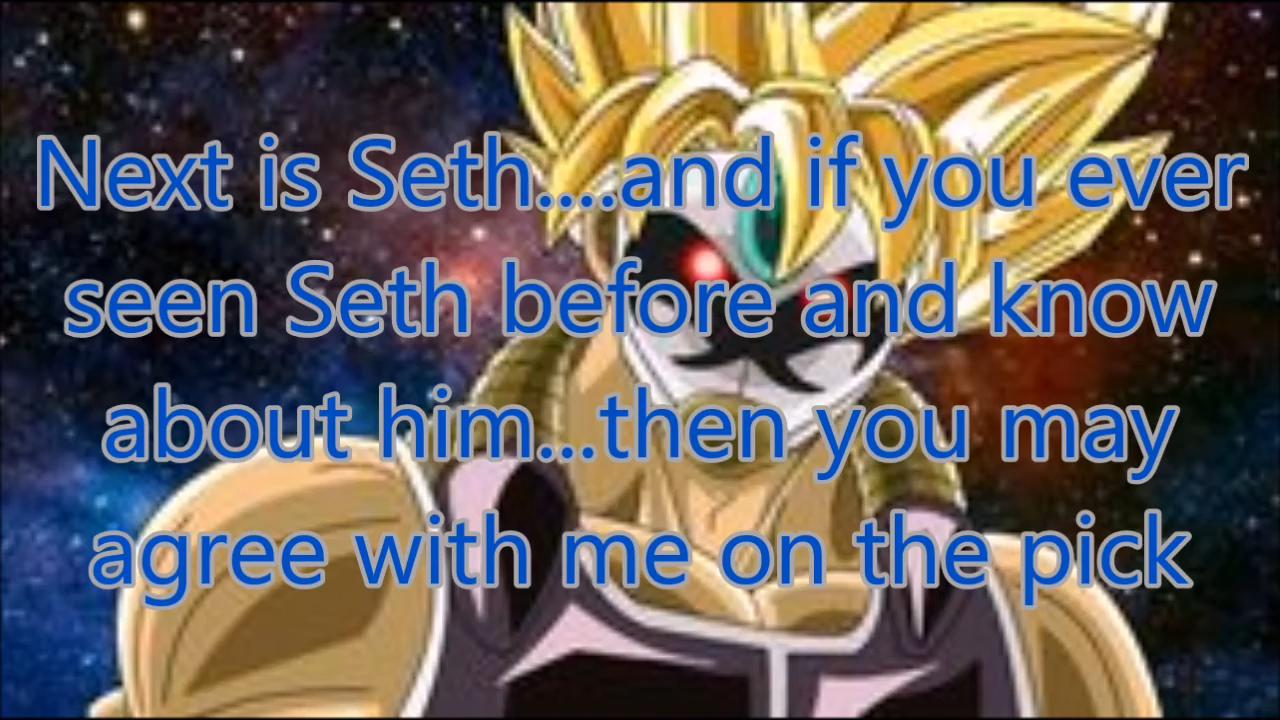 Next is Seth....and if you ever
seen Seth before and know
about him...then you may
agree with me on the pick